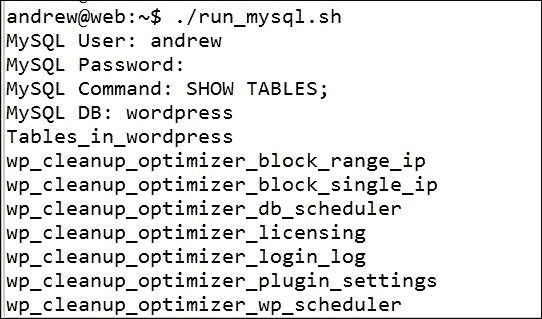 andrew@web:~$ ./run_mysql.sh
MySQL User: andrew
MySQL Password:
MySQL Command: SHOW TABLES;
MySQL DB: wordpress
Tables_in_wordpress
wp_cleanup_optimizer_block_range_ip
wp_cleanup_optimizer_block_single_ip
wp_cleanup_optimizer_db_scheduler
wp_cleanup_optimizer_licensing
wp_cleanup_optimizer_login_log
wp_cleanup_optimizer_plugin_settings
wp_cleanup_optimizer_wp_scheduler